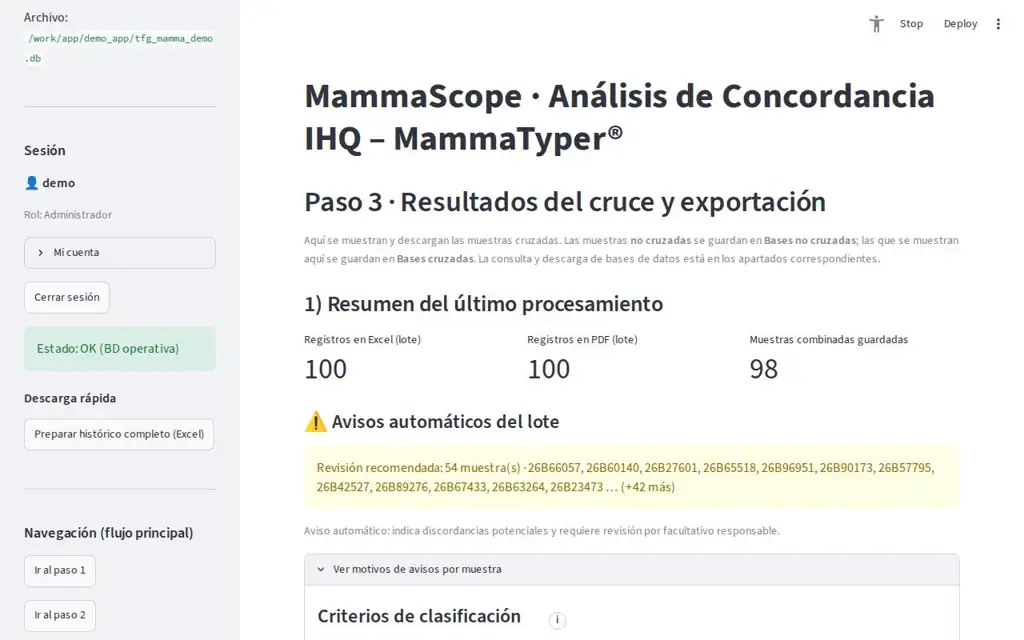 Archivo:
/work/app/demo_app/tfg_mamma_demo
.db
Sesión
demo
Rol: Administrador
Mi cuenta
Cerrar sesión
Estado: OK (BD operativa)
Descarga rápida
Preparar histórico completo (Excel)
Navegación (flujo principal)
Ir al paso 1
Ir al paso 2
Stop
Deploy
MammaScope · Análisis de Concordancia
IHQ – MammaTyper®
Paso 3 · Resultados del cruce y exportación
Aquí se muestran y descargan las muestras cruzadas. Las muestras no cruzadas se guardan en Bases no cruzadas; las que se muestran
aquí se guardan en Bases cruzadas. La consulta y descarga de bases de datos está en los apartados correspondientes.
1) Resumen del último procesamiento
Registros en Excel (lote)
100
Registros en PDF (lote)
100
Muestras combinadas guardadas
98
⚠️ Avisos automáticos del lote
Revisión recomendada: 54 muestra(s) · 26B66057, 26B60140, 26B27601, 26B65518, 26B96951, 26B90173, 26B57795,
26B42527, 26B89276, 26B67433, 26B63264, 26B23473 … (+42 más)
Aviso automático: indica discordancias potenciales y requiere revisión por facultativo responsable.
Ver motivos de avisos por muestra
Criterios de clasificación
i